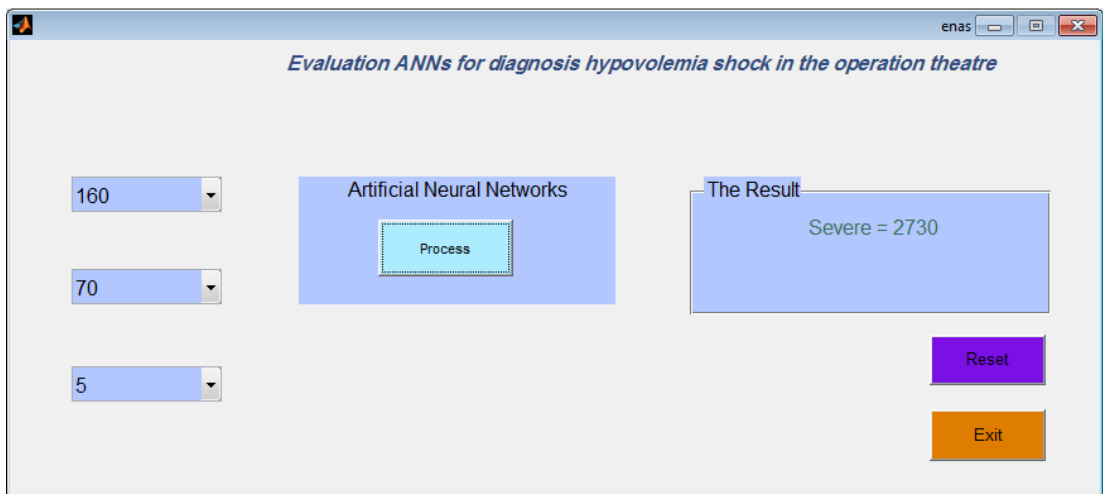 enas
Evaluation ANNs for diagnosis hypovolemia shock in the operation theatre
160
Artificial Neural Networks
The Result
Process
Severe = 2730
70
Reset
5
Exit